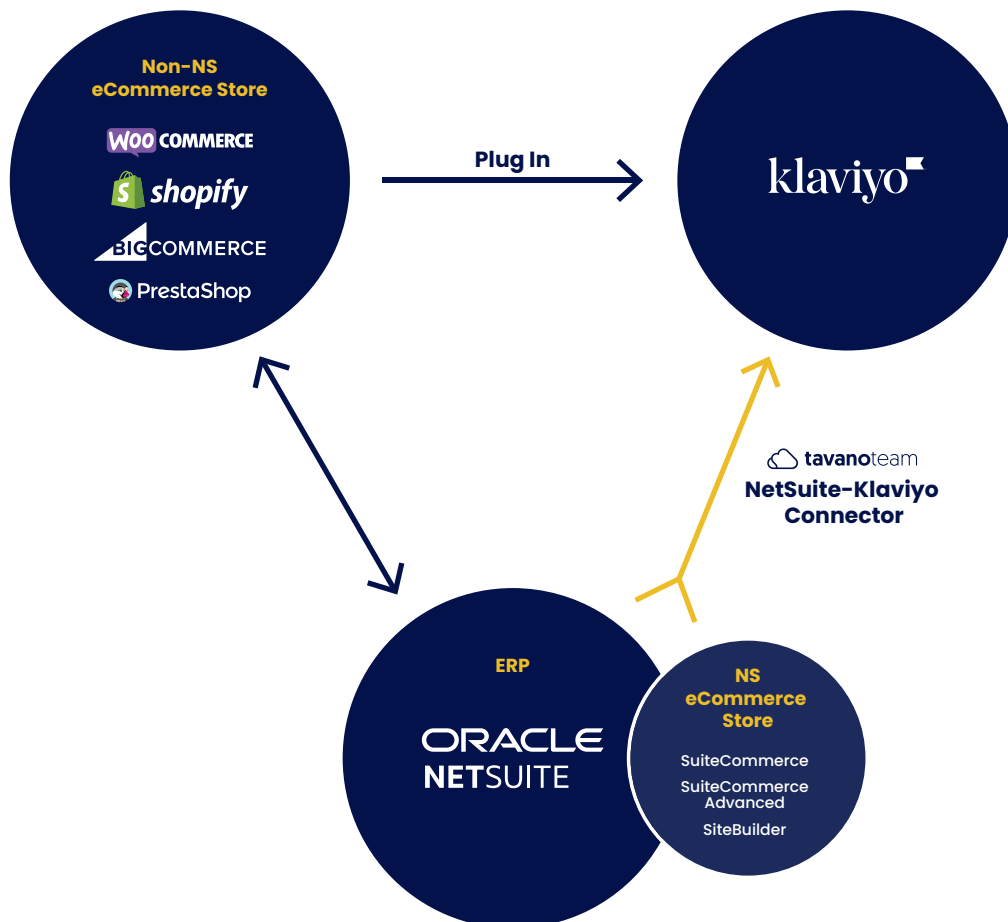 Non-NS
eCommerce Store
WOO COMMERCE
shopify
BIGCOMMERCE
PrestaShop
Plug In
klaviyo
tavanoteam
NetSuite-Klaviyo
Connector
ERP
ORACLE
NETSUITE
NS
eCommerce
Store
SuiteCommerce
SuiteCommerce
Advanced
SiteBuilder